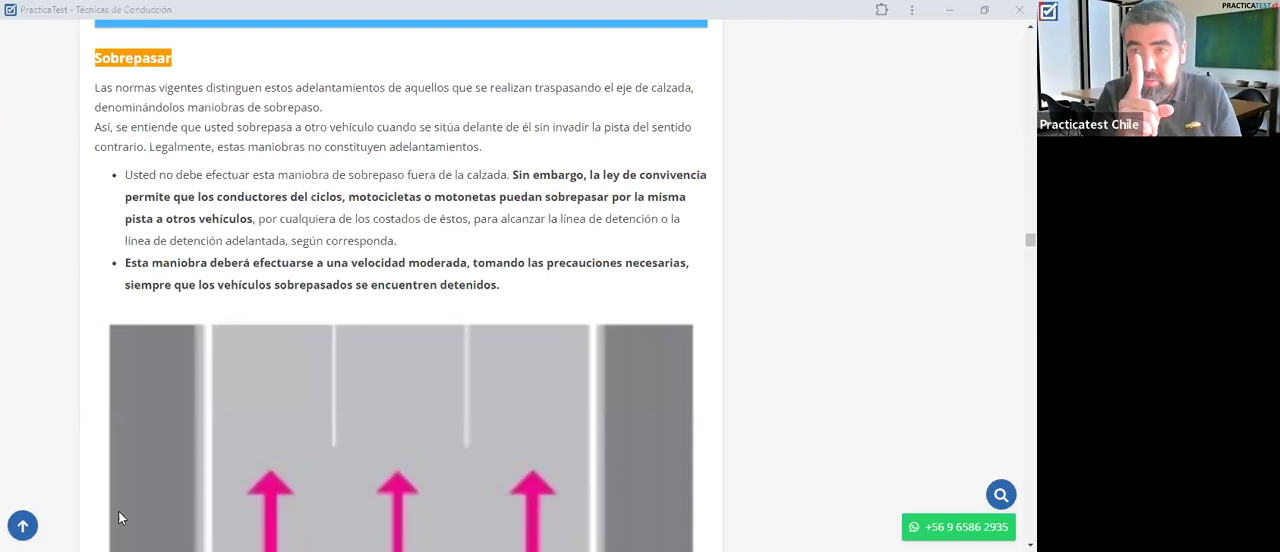 PracticaTest - Técnicas de Conducción
PRACTICATEST
Sobrepasar
Las normas vigentes distinguen estos adelantamientos de aquellos que se realizan traspasando el eje de calzada,
denominándolos maniobras de sobrepaso.
Así, se entiende que usted sobrepasa a otro vehículo cuando se sitúa delante de él sin invadir la pista del sentido
contrario. Legalmente, estas maniobras no constituyen adelantamientos.
Usted no debe efectuar esta maniobra de sobrepaso fuera de la calzada. Sin embargo, la ley de convivencia
permite que los conductores del ciclos, motocicletas o motonetas puedan sobrepasar por la misma
pista a otros vehículos, por cualquiera de los costados de éstos, para alcanzar la línea de detención o la
línea de detención adelantada, según corresponda.
Esta maniobra deberá efectuarse a una velocidad moderada, tomando las precauciones necesarias,
siempre que los vehículos sobrepasados se encuentren detenidos.
Practicatest Chile
+56 9 6586 2935